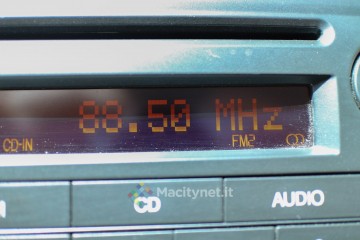 88.50 MHz
CD-IN FM2
Macitynet.it
CD AUDIO